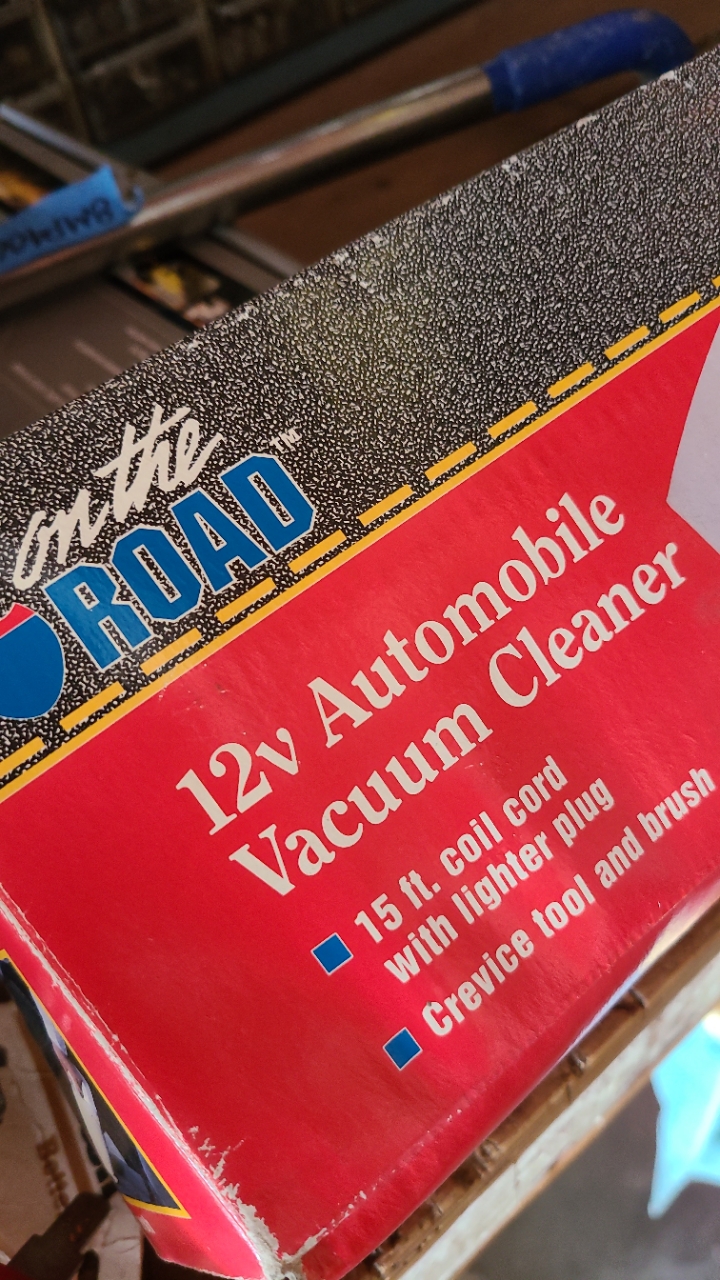 on the
ROAD™
12v Automobile
Vacuum Cleaner
15 ft. coil cord
with lighter plug
Crevice tool and brush